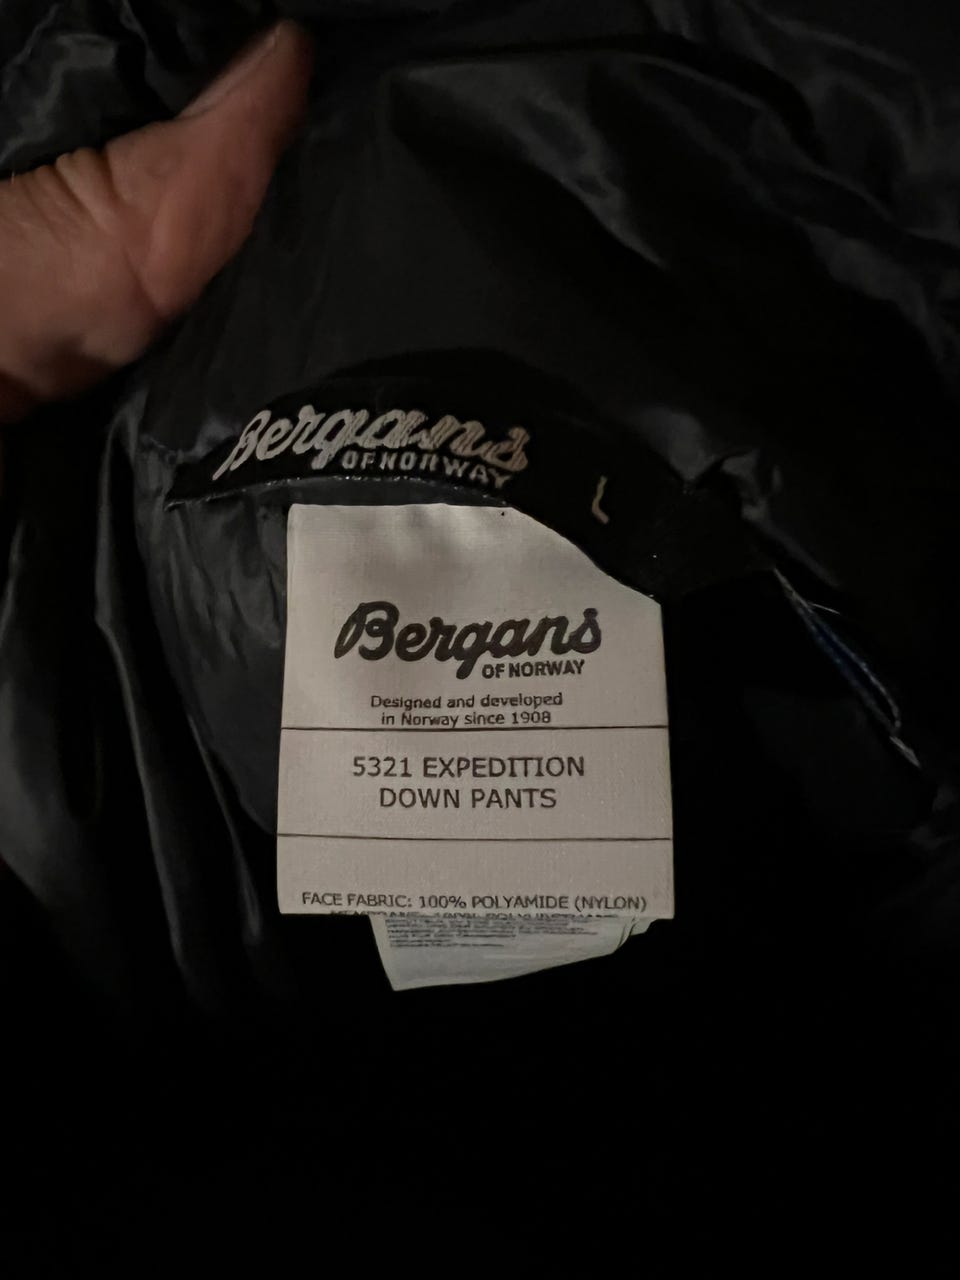 Bergans
OF NORWAY
L
Bergans
OF NORWAY
Designed and developed
in Norway since 1908
5321 EXPEDITION
DOWN PANTS
FACE FABRIC: 100% POLYAMIDE (NYLON)